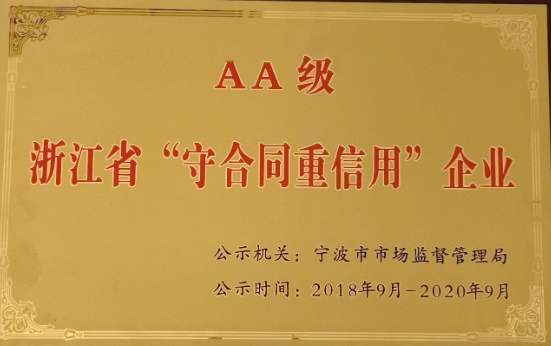 AA级
浙江省“守合同重信用”企业
公示机关：宁波市市场监督管理局
公示时间：2018年9月-2020年9月